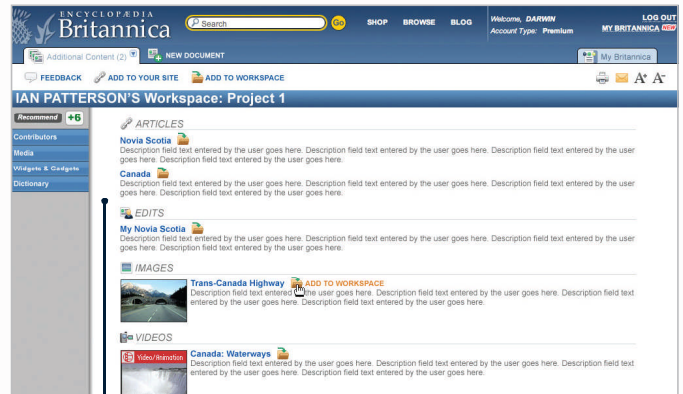 ENCYCLOPÆDIA
Britannica
Search
Go
SHOP BROWSE BLOG
Welcome, DARWIN
Account Type: Premium
LOG OUT
MY BRITANNICA NEW
Additional Content (2)
NEW DOCUMENT
My Britannica
FEEDBACK
ADD TO YOUR SITE
ADD TO WORKSPACE
A+ A-
IAN PATTERSON'S Workspace: Project 1
Recommend +6
Contributors
Media
Widgets & Gadgets
Dictionary
ARTICLES
Novia Scotia
Description field text entered by the user goes here. Description field text entered by the user goes here. Description field text entered by the user
goes here. Description field text entered by the user goes here.
Canada
Description field text entered by the user goes here. Description field text entered by the user goes here. Description field text entered by the user
goes here. Description field text entered by the user goes here.
EDITS
My Novia Scotia
Description field text entered by the user goes here. Description field text entered by the user goes here. Description field text entered by the user
goes here. Description field text entered by the user goes here.
IMAGES
Trans-Canada Highway
ADD TO WORKSPACE
Description field text entered by the user goes here. Description field text entered by the user goes here. Description field text
entered by the user goes here. Description field text entered by the user goes here.
VIDEOS
Video/Animation
Canada: Waterways
Description field text entered by the user goes here. Description field text entered by the user goes here. Description field text
entered by the user goes here. Description field text entered by the user goes here.